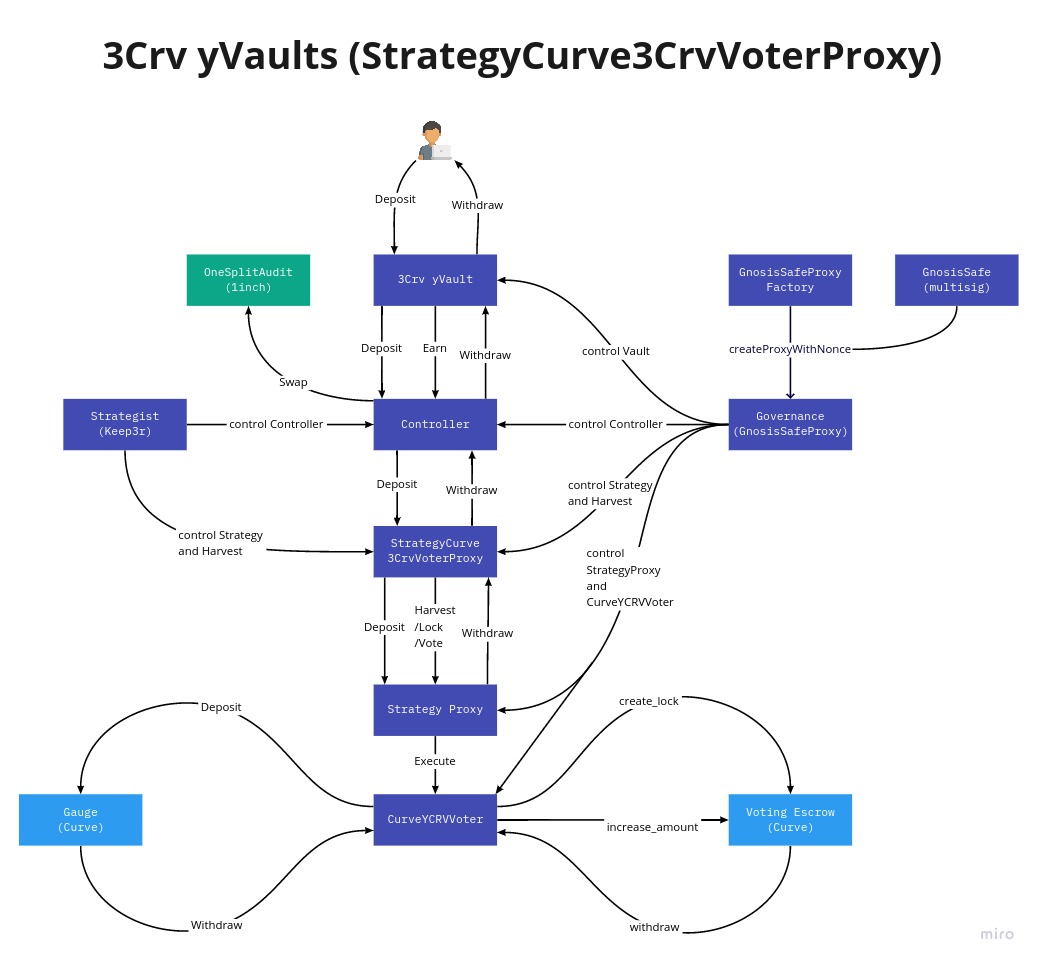 3Crv yVaults (StrategyCurve3CrvVoterProxy)
Deposit
Withdraw
OneSplitAudit
(1inch)
3Crv yVault
GnosisSafeProxy
Factory
GnosisSafe
(multisig)
Deposit
Earn
Withdraw
control Vault
createProxyWithNonce
Swap
Strategist
(Keep3r)
control Controller
Controller
control Controller
Governance
(GnosisSafeProxy)
Deposit
Withdraw
control Strategy
and Harvest
control Strategy
and Harvest
StrategyCurve
3CrvVoterProxy
control
StrategyProxy
and
CurveYCRVVoter
Deposit
Harvest
/Lock
/Vote
Withdraw
Deposit
Strategy Proxy
create_lock
Execute
Gauge
(Curve)
CurveYCRVVoter
increase_amount
Voting Escrow
(Curve)
Withdraw
withdraw
miro